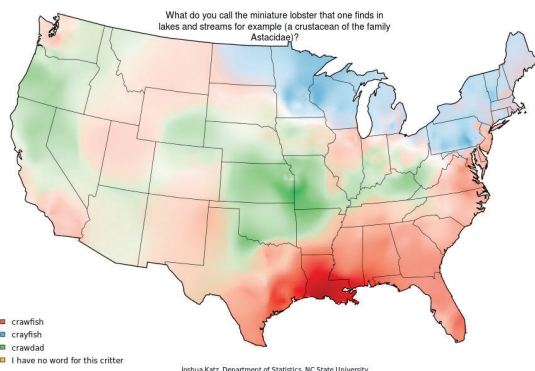 What do you call the miniature lobster that one finds in
lakes and streams for example (a crustacean of the family
Astacidae)?
crawfish
crayfish
crawdad
I have no word for this critter
Joshua Katz, Department of Statistics, NC State University